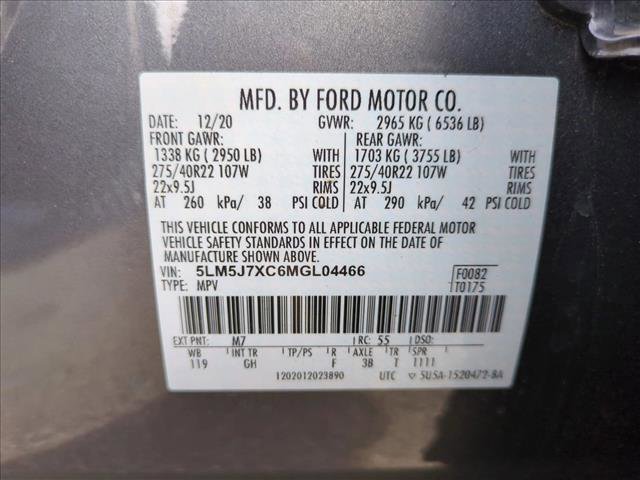 MFD. BY FORD MOTOR CO.
DATE: 12/20 GVWR: 2965 KG ( 6536 LB)
FRONT GAWR: REAR GAWR:
1338 KG ( 2950 LB) WITH 1703 KG ( 3755 LB) WITH
275/40R22 107W TIRES 275/40R22 107W TIRES
22x9.5J RIMS 22x9.5J RIMS
AT 260 kPa/ 38 PSI COLD AT 290 kPa/ 42 PSI COLD
THIS VEHICLE CONFORMS TO ALL APPLICABLE FEDERAL MOTOR
VEHICLE SAFETY STANDARDS IN EFFECT ON THE DATE OF
MANUFACTURE SHOWN ABOVE.
VIN: 5LM5J7XC6MGL04466 F0082
TYPE: MPV T0175
EXT PNT: M7 RC: 55 DSO:
WB INT TR TP/PS R AXLE TR SPR
119 GH F 38 T 1111
1202012023890 UTC ▽ 5U5A-1520472-BA